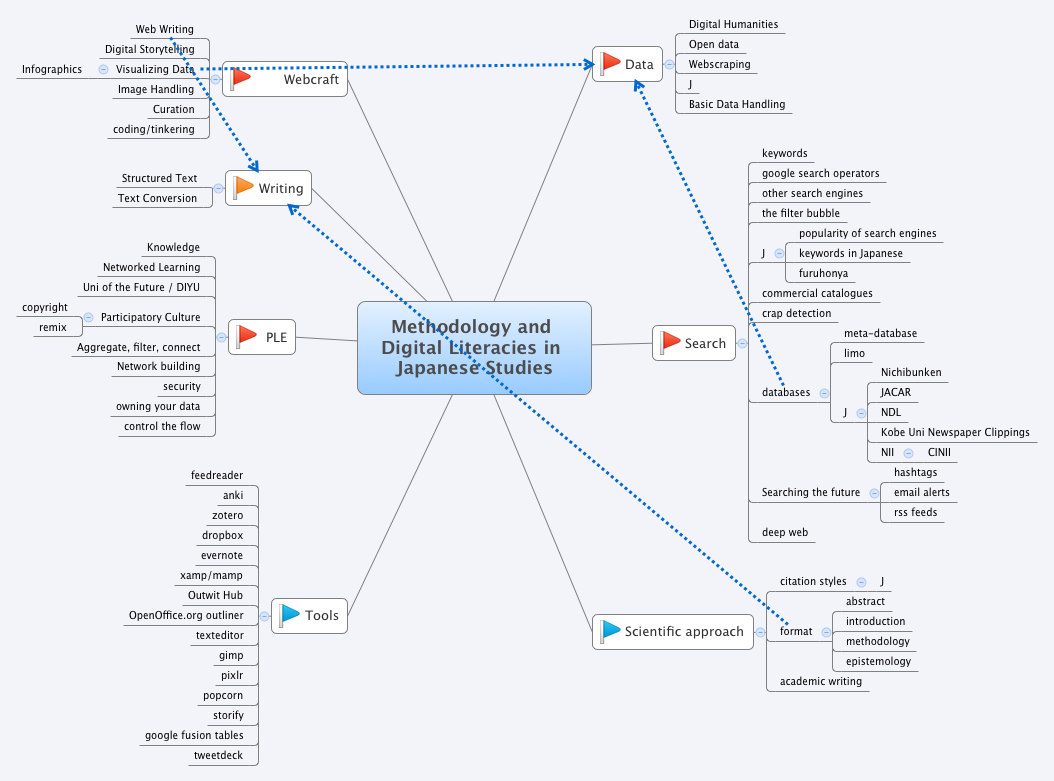 Methodology and
Digital Literacies in
Japanese Studies
Webcraft
Web Writing
Digital Storytelling
Visualizing Data
Infographics
Image Handling
Curation
coding/tinkering
Writing
Structured Text
Text Conversion
PLE
Knowledge
Networked Learning
Uni of the Future / DIYU
Participatory Culture
copyright
remix
Aggregate, filter, connect
Network building
security
owning your data
control the flow
Tools
feedreader
anki
zotero
dropbox
evernote
xamp/mamp
Outwit Hub
OpenOffice.org outliner
texteditor
gimp
pixlr
popcorn
storify
google fusion tables
tweetdeck
Data
Digital Humanities
Open data
Webscraping
J
Basic Data Handling
Search
keywords
google search operators
other search engines
the filter bubble
J
popularity of search engines
keywords in Japanese
furuhonya
commercial catalogues
crap detection
databases
meta-database
limo
J
Nichibunken
JACAR
NDL
Kobe Uni Newspaper Clippings
NII
CINII
Searching the future
hashtags
email alerts
rss feeds
deep web
Scientific approach
citation styles
J
format
abstract
introduction
methodology
epistemology
academic writing